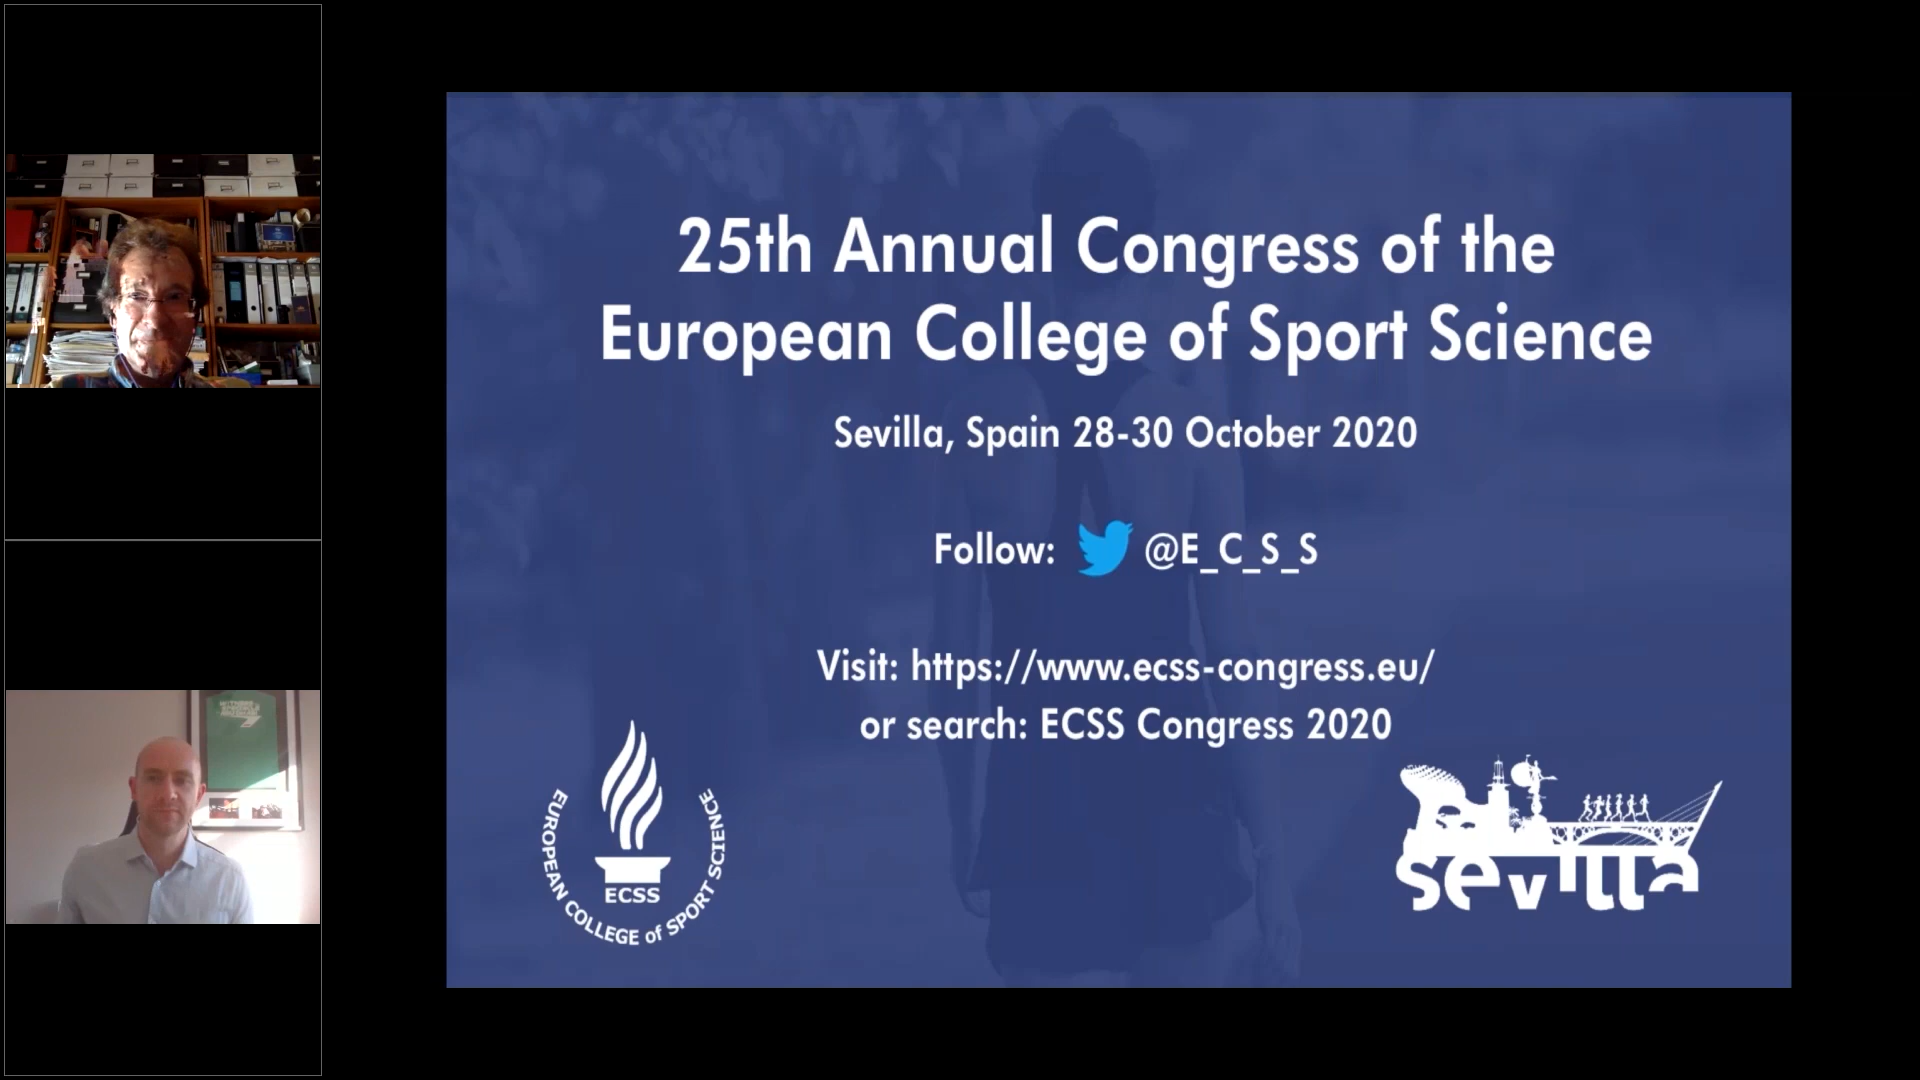 25th Annual Congress of the
European College of Sport Science
Sevilla, Spain 28-30 October 2020
Follow: @E_C_S_S
Visit: https://www.ecss-congress.eu/
or search: ECSS Congress 2020
ECSS
EUROPEAN COLLEGE of SPORT SCIENCE
sevilla